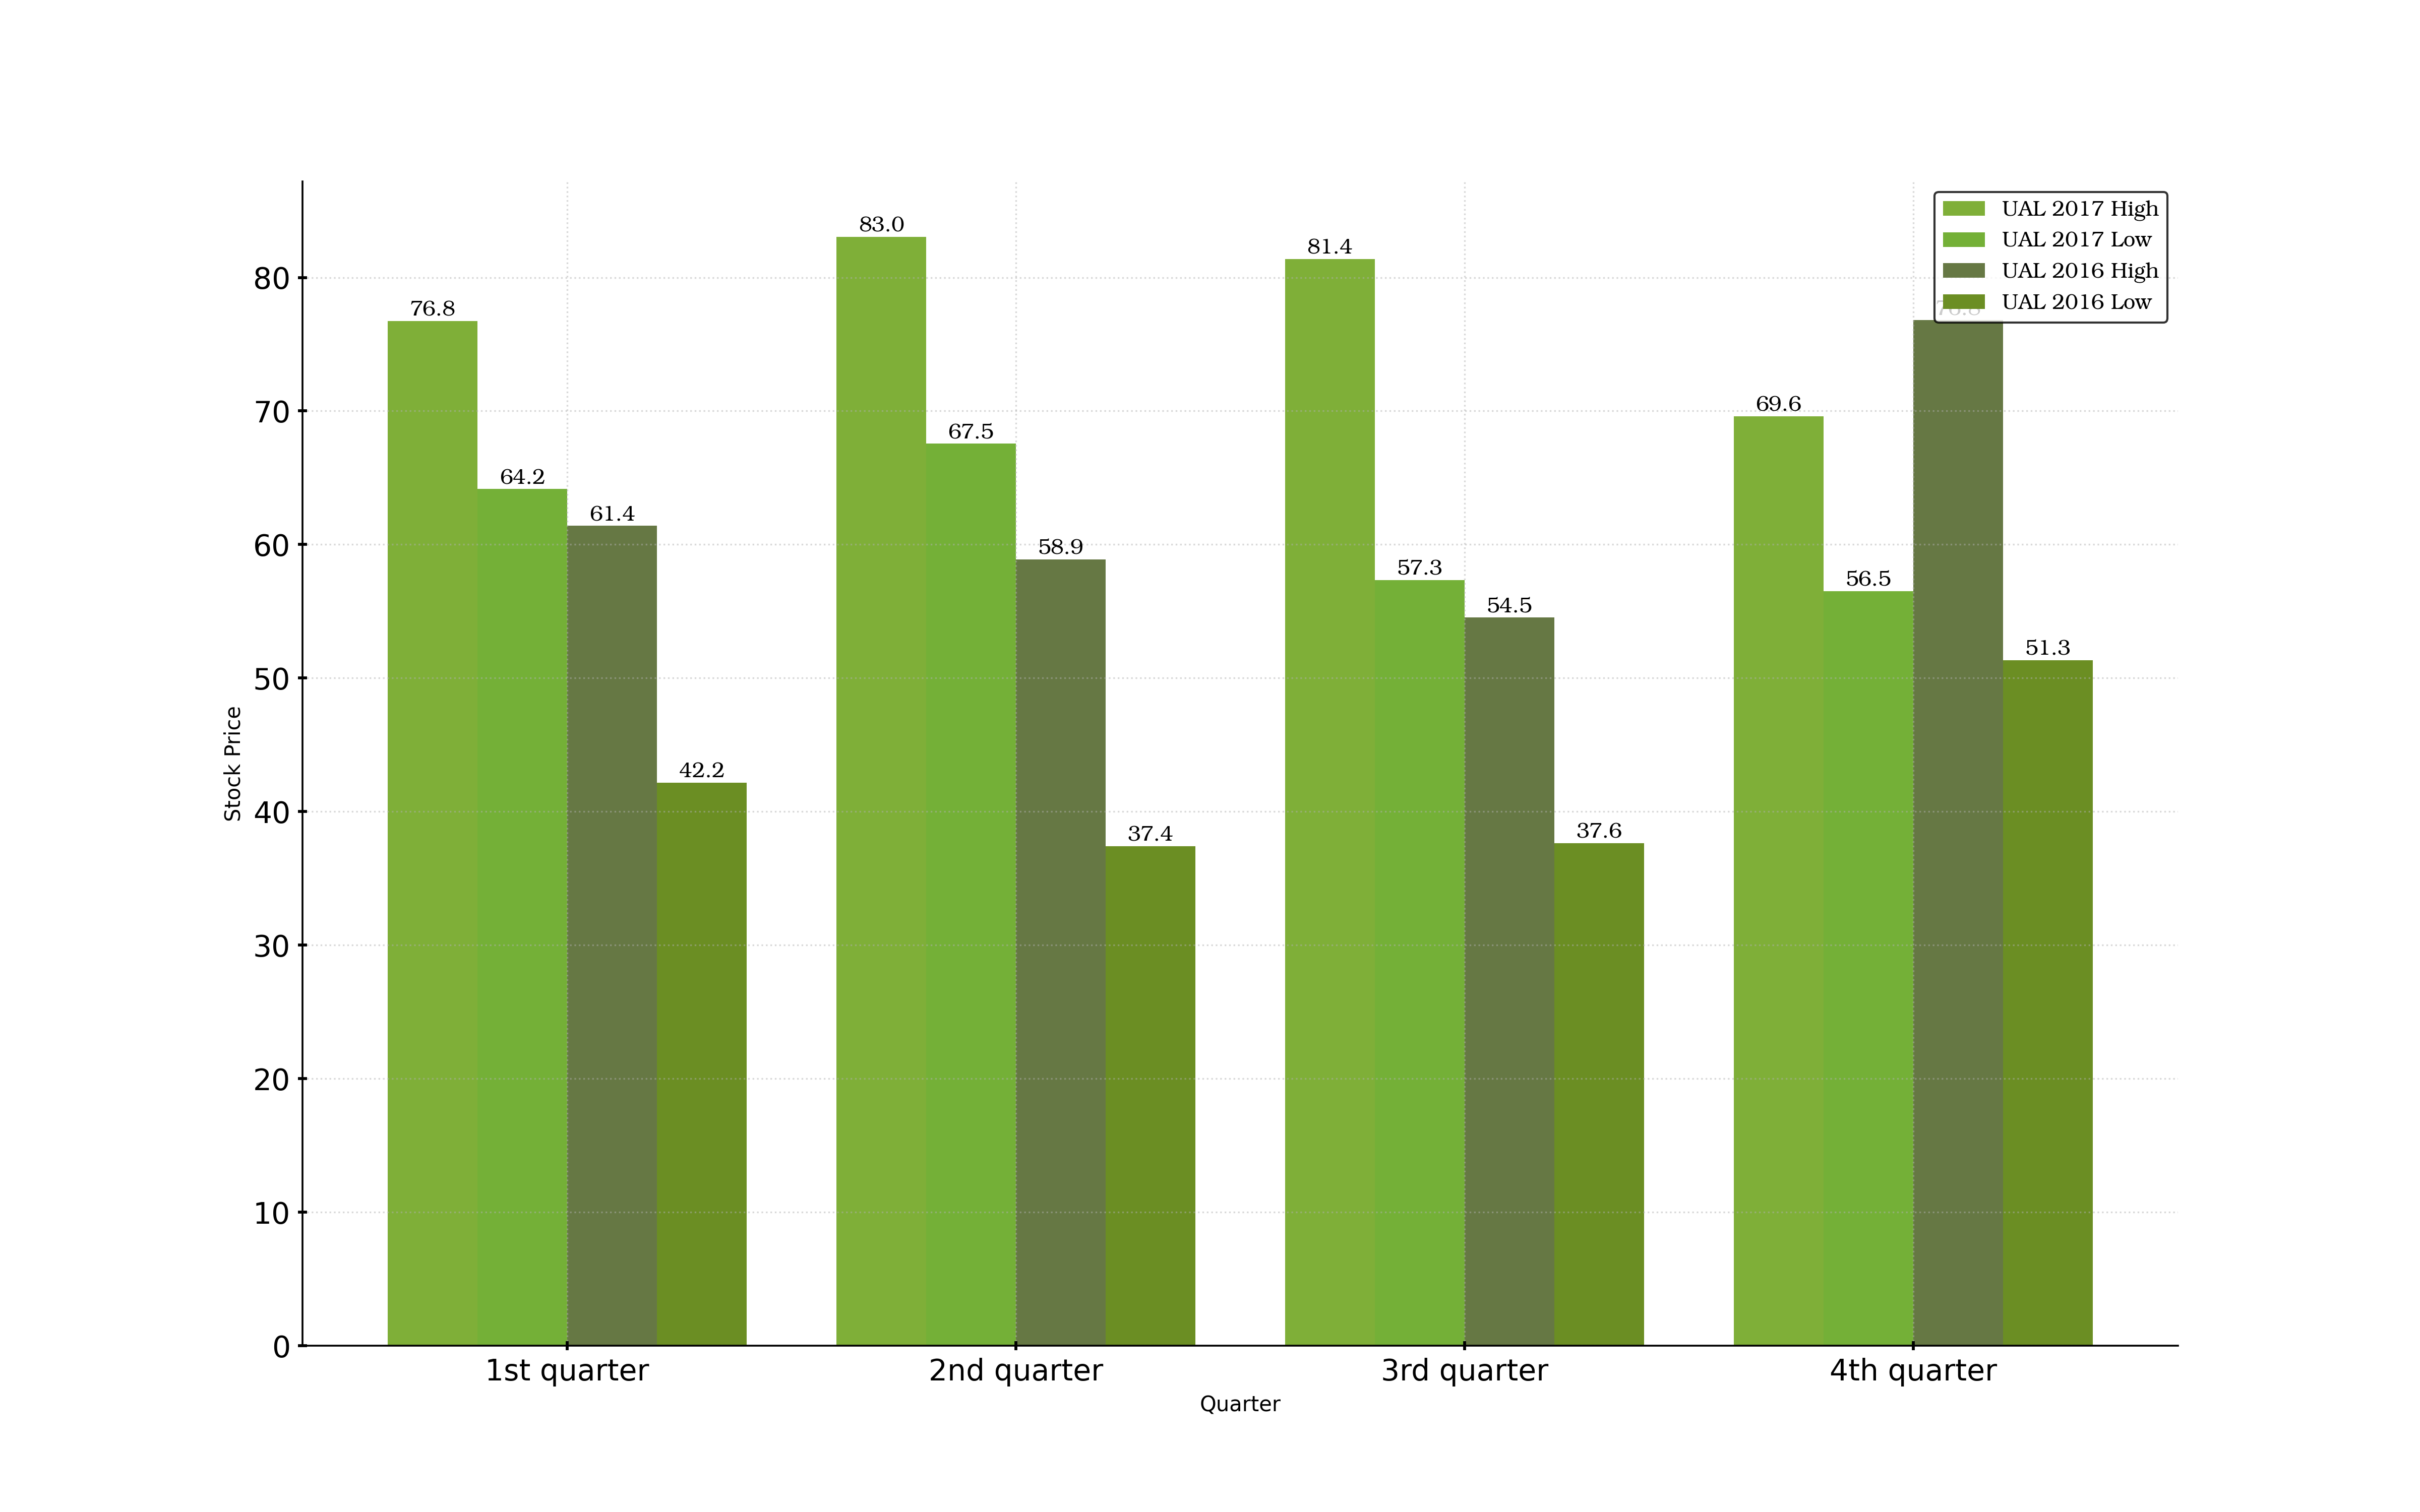 83.0
81.4
76.8
69.6
67.5
64.2
61.4
58.9
57.3
56.5
54.5
51.3
42.2
37.4
37.6
UAL 2017 High
UAL 2017 Low
UAL 2016 High
UAL 2016 Low
80
70
60
50
40
30
20
10
0
Stock Price
1st quarter
2nd quarter
3rd quarter
4th quarter
Quarter